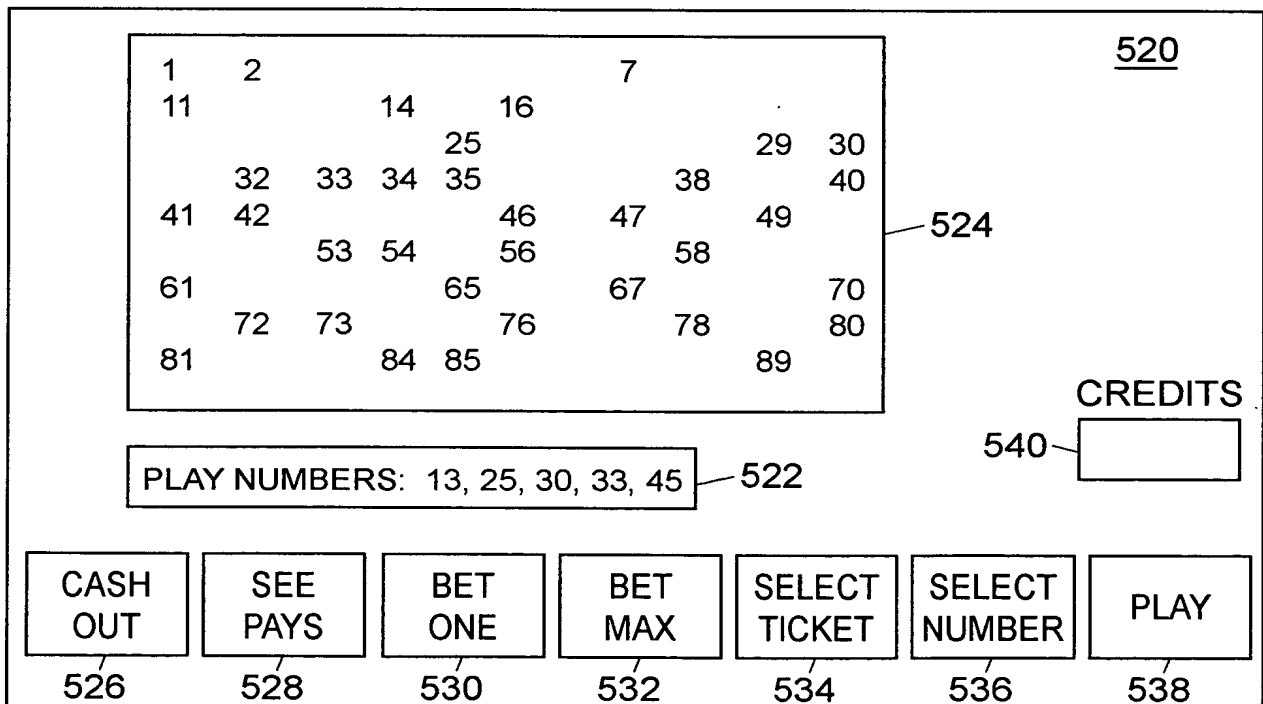 520
1 2 7
11 14 16
25 29 30
32 33 34 35 38 40
41 42 46 47 49
524
53 54 56 58
61 65 67 70
72 73 76 78 80
81 84 85 89
CREDITS
540
PLAY NUMBERS: 13, 25, 30, 33, 45
522
CASH OUT
SEE PAYS
BET ONE
BET MAX
SELECT TICKET
SELECT NUMBER
PLAY
526 528 530 532 534 536 538